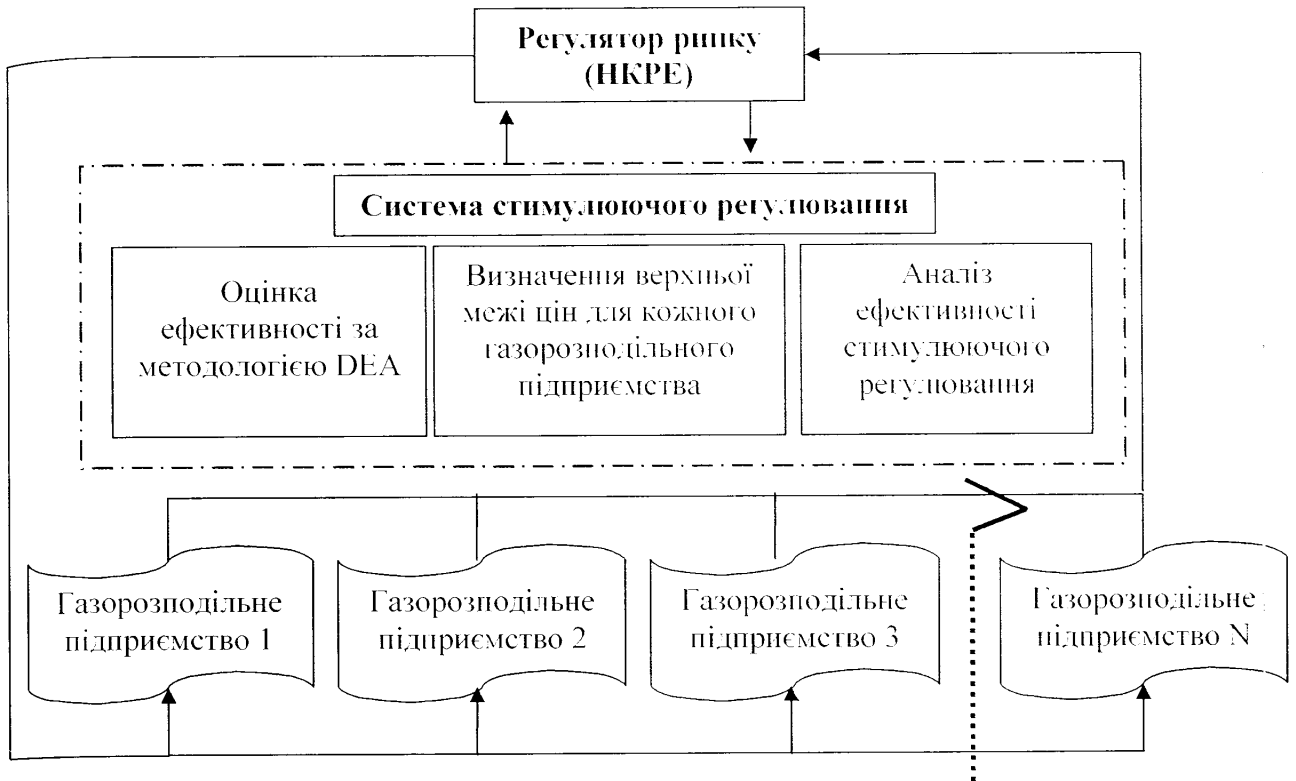 Регулятор ринку
(НКРЕ)
Система стимулюючого регулювання
Оцінка
ефективності за
методологією DEA
Визначення верхньої
межі цін для кожного
газорозподільного
підприємства
Аналіз
ефективності
стимулюючого
регулювання
Газорозподільне
підприємство 1
Газорозподільне
підприємство 2
Газорозподільне
підприємство 3
Газорозподільне
підприємство N